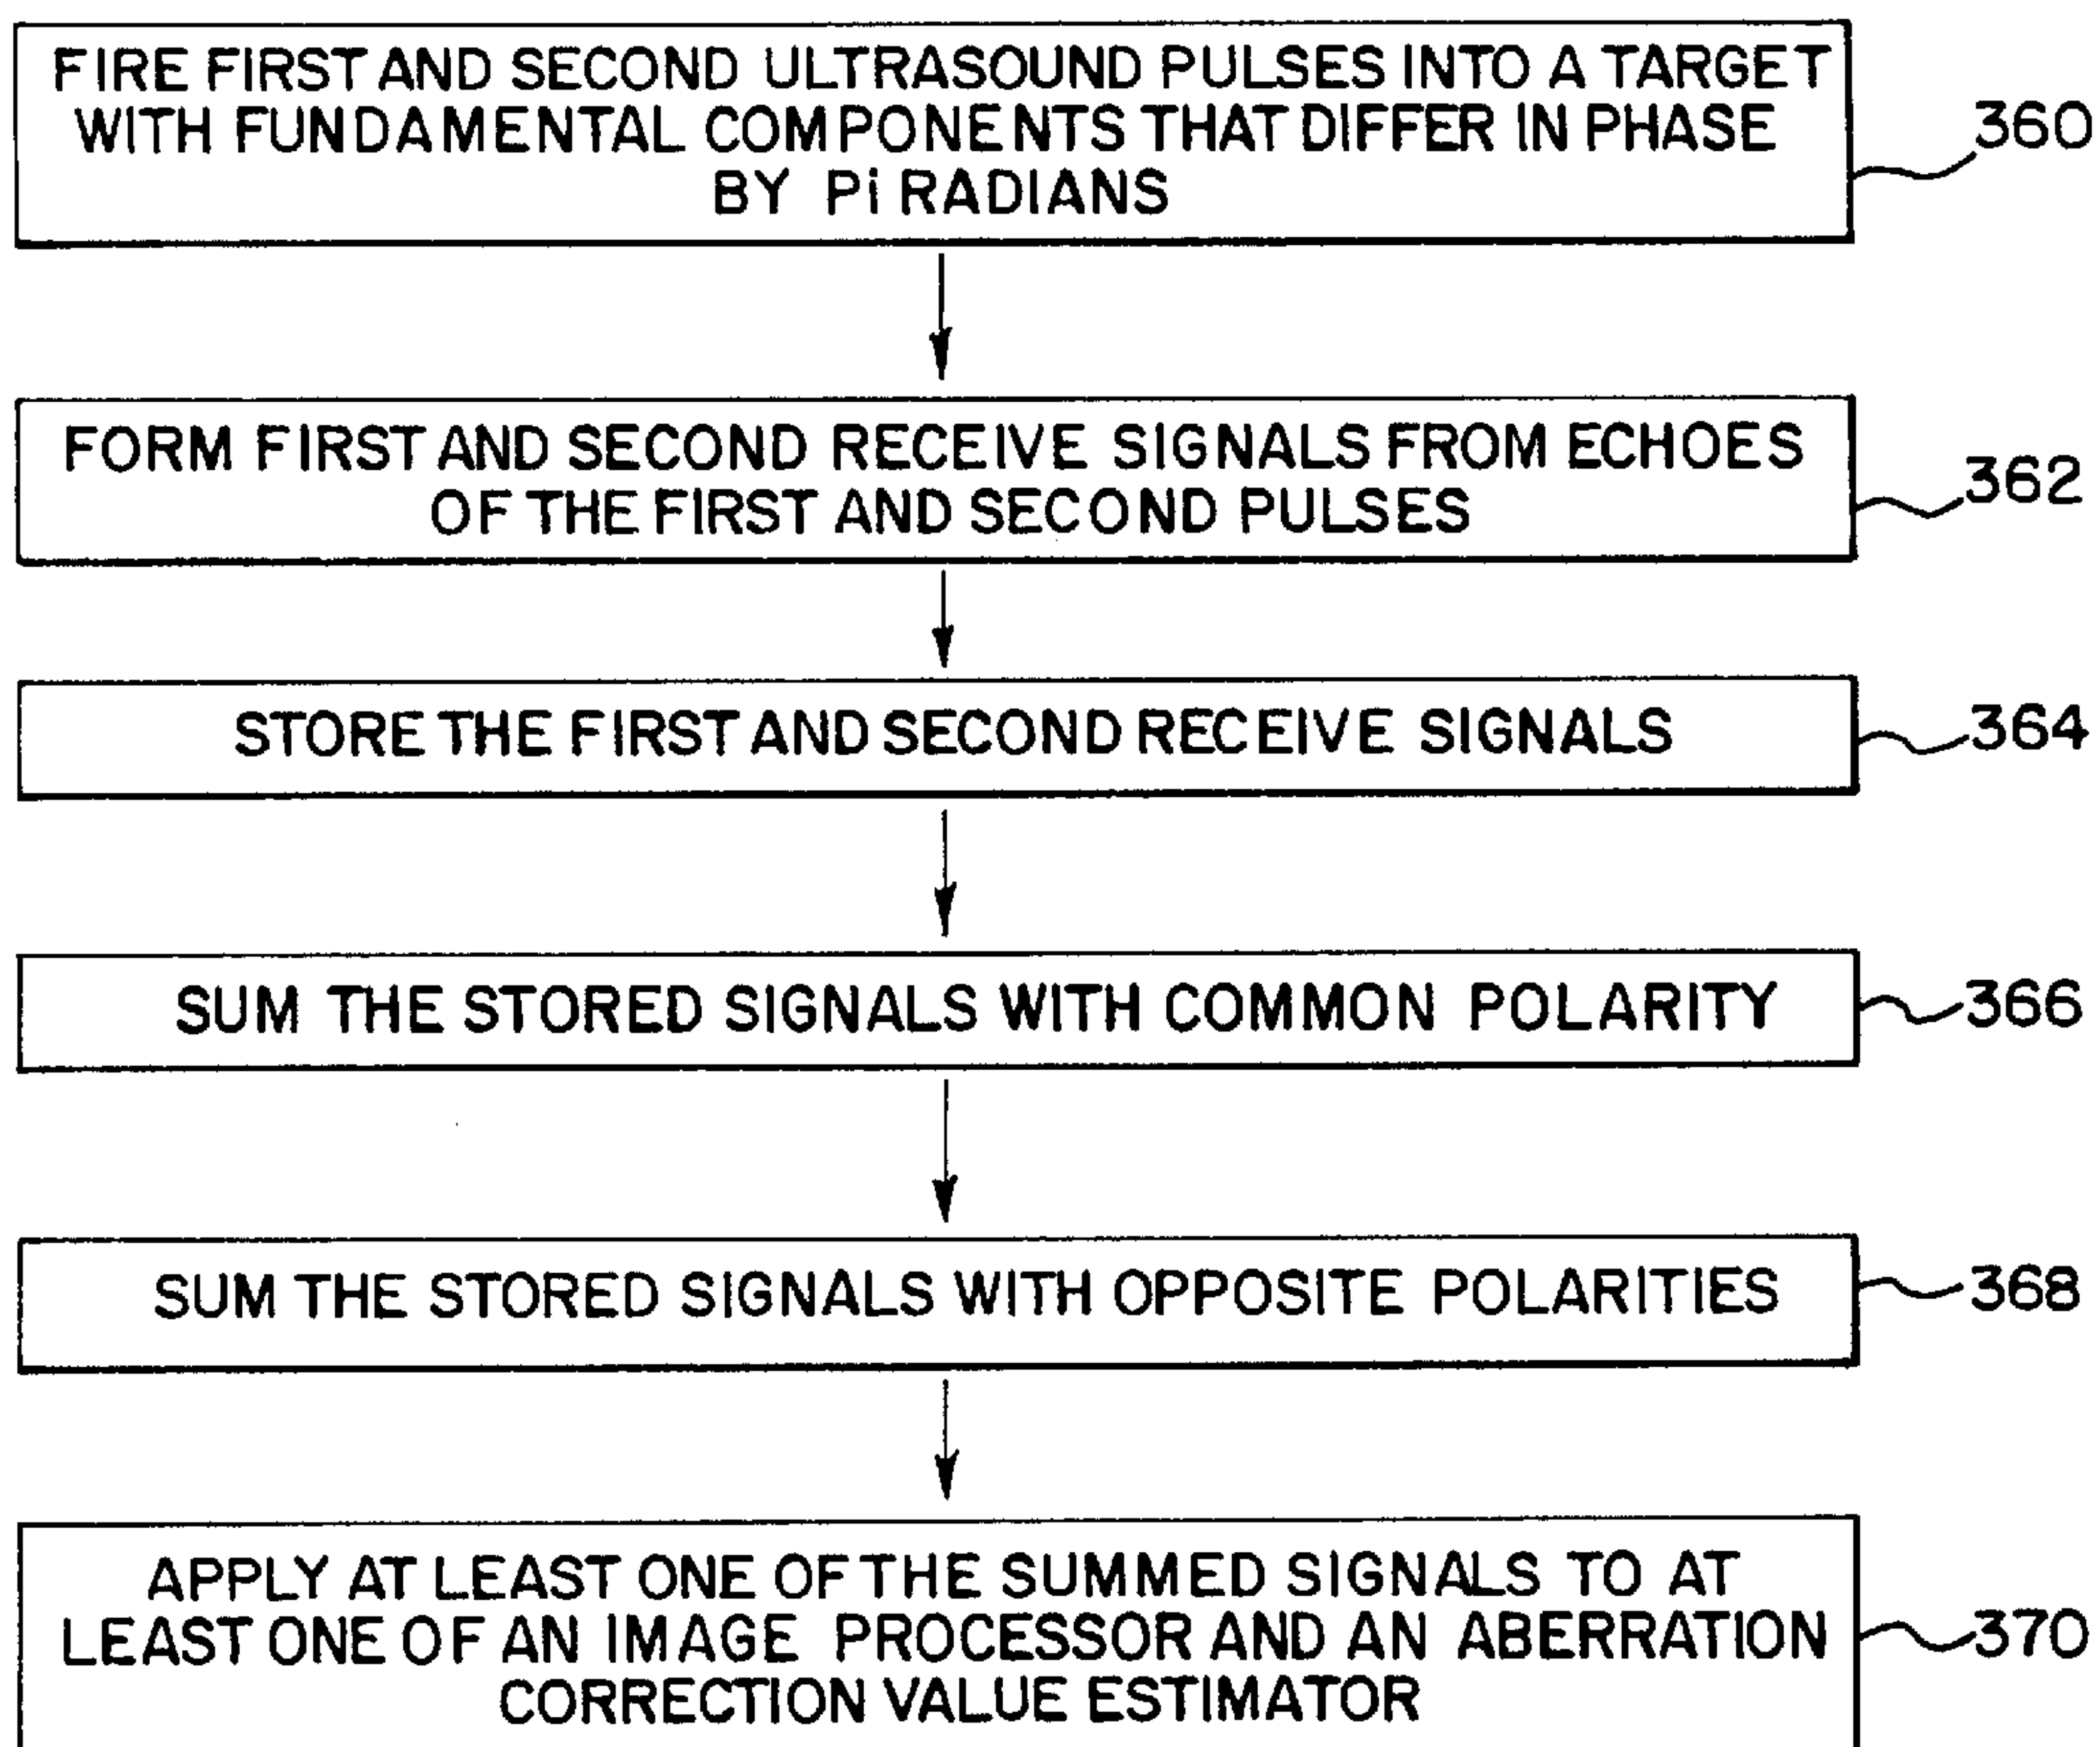 FIRE FIRST AND SECOND ULTRASOUND PULSES INTO A TARGET
WITH FUNDAMENTAL COMPONENTS THAT DIFFER IN PHASE
BY Pi RADIANS
360
FORM FIRST AND SECOND RECEIVE SIGNALS FROM ECHOES
OF THE FIRST AND SECOND PULSES
362
STORE THE FIRST AND SECOND RECEIVE SIGNALS
364
SUM THE STORED SIGNALS WITH COMMON POLARITY
366
SUM THE STORED SIGNALS WITH OPPOSITE POLARITIES
368
APPLY AT LEAST ONE OF THE SUMMED SIGNALS TO AT
LEAST ONE OF AN IMAGE PROCESSOR AND AN ABERRATION
CORRECTION VALUE ESTIMATOR
370